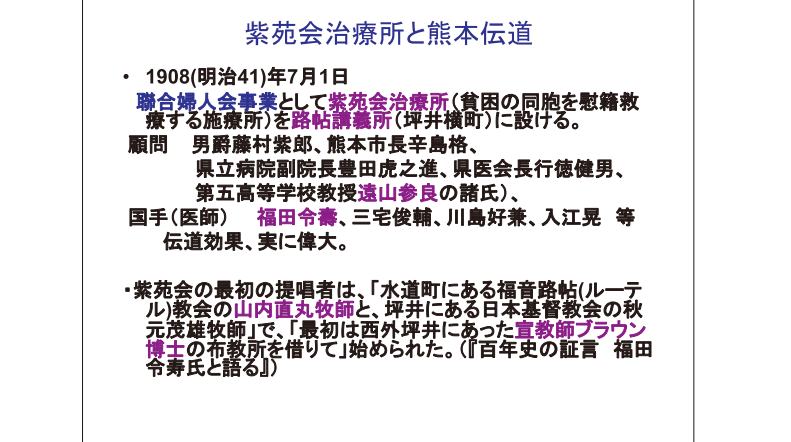 紫苑会治療所と熊本伝道
• 1908(明治41)年7月1日
聯合婦人会事業として紫苑会治療所（貧困の同胞を慰籍救
療する施療所）を路帖講義所（坪井横町）に設ける。
顧問　男爵藤村紫郎、熊本市長辛島格、
県立病院副院長豊田虎之進、県医会長行徳健男、
第五高等学校教授遠山参良の諸氏）、
国手（医師）　福田令壽、三宅俊輔、川島好兼、入江晃　等
伝道効果、実に偉大。
・紫苑会の最初の提唱者は、「水道町にある福音路帖(ルーテ
ル)教会の山内直丸牧師と、坪井にある日本基督教会の秋
元茂雄牧師」で、「最初は西外坪井にあった宣教師ブラウン
博士の布教所を借りて」始められた。（『百年史の証言　福田
令寿氏と語る』）